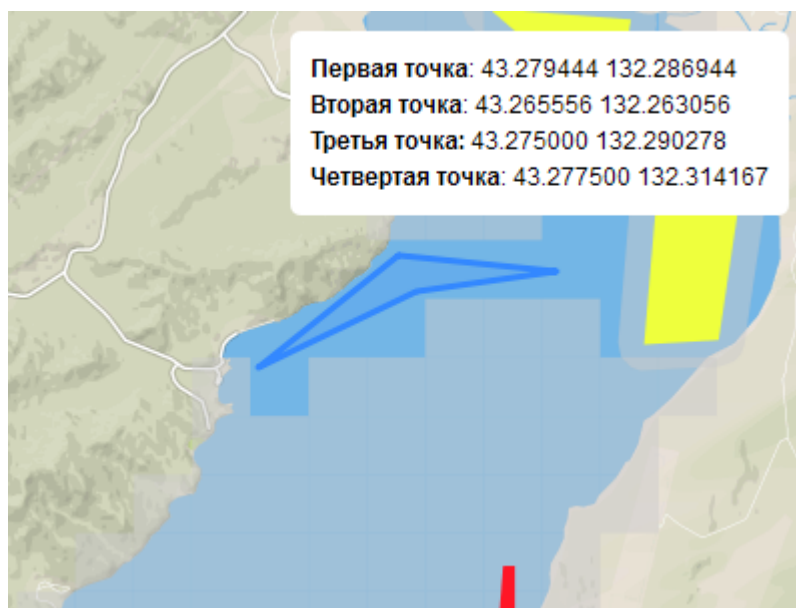 Первая точка: 43.279444 132.286944
Вторая точка: 43.265556 132.263056
Третья точка: 43.275000 132.290278
Четвертая точка: 43.277500 132.314167